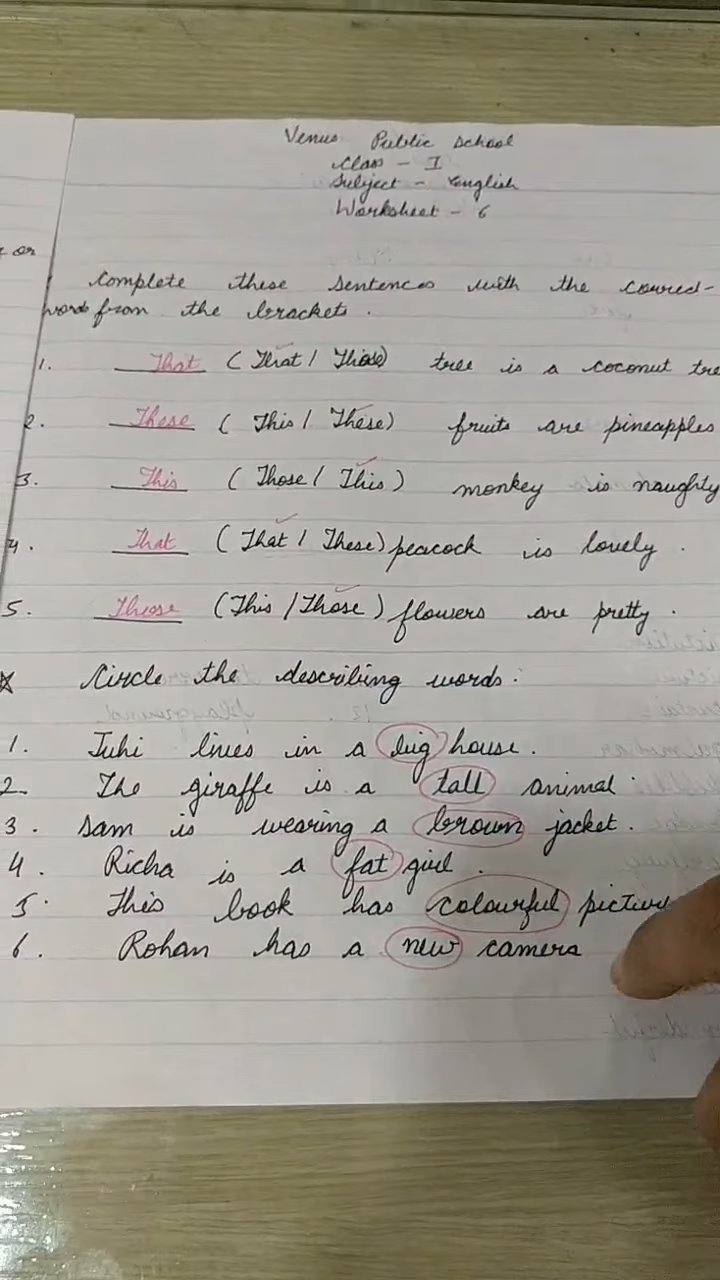 Venus Public School
Class - I
Subject - English
Worksheet - 6
or
Complete these sentences with the correct
word from the brackets.
1. That (That / Those) tree is a coconut tre
2. These (This / These) fruits are pineapples
3. This (Those / This) monkey is naughty
4. That (That / These) peacock is lovely.
5. Those (This / Those) flowers are pretty.
Circle the describing words:
1. Juhi lives in a big house.
2. The giraffe is a tall animal.
3. Sam is wearing a brown jacket.
4. Richa is a fat girl.
5. This book has colourful pictur
6. Rohan has a new camera